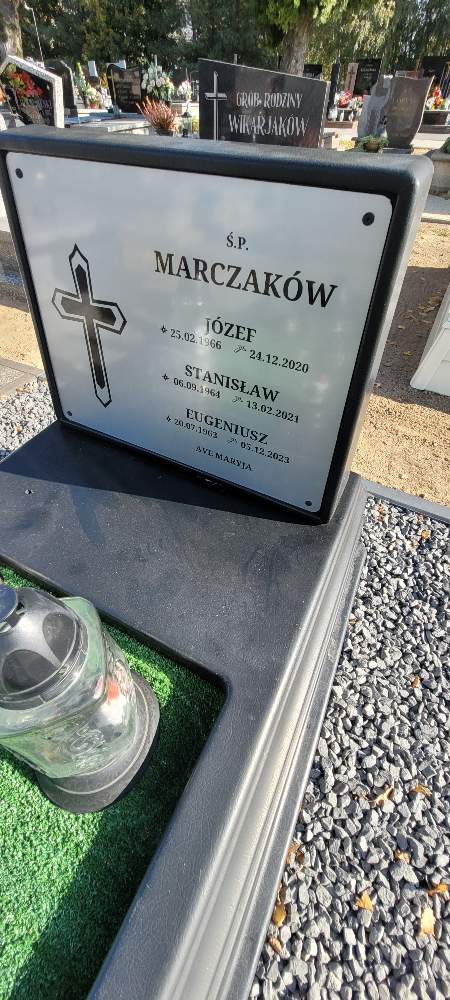 GRÓB RODZINY
WIKARJAKÓW
Ś.P.
MARCZAKÓW
JÓZEF
25.02.1966 24.12.2020
STANISŁAW
06.09.1964 13.02.2021
EUGENIUSZ
20.07.1963 05.12.2023
AVE MARYJA